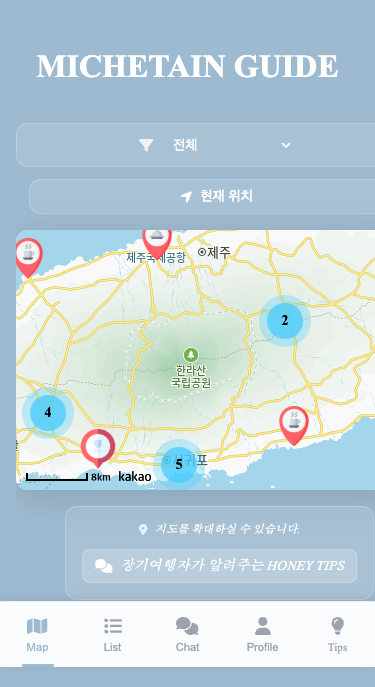 MICHETAIN GUIDE
전체
현재 위치
제주국제공항
제주
2
한라산
국립공원
4
5
8km kakao
지도를 확대하실 수 있습니다.
장기여행자가 알려주는 HONEY TIPS
Map
List
Chat
Profile
Tips